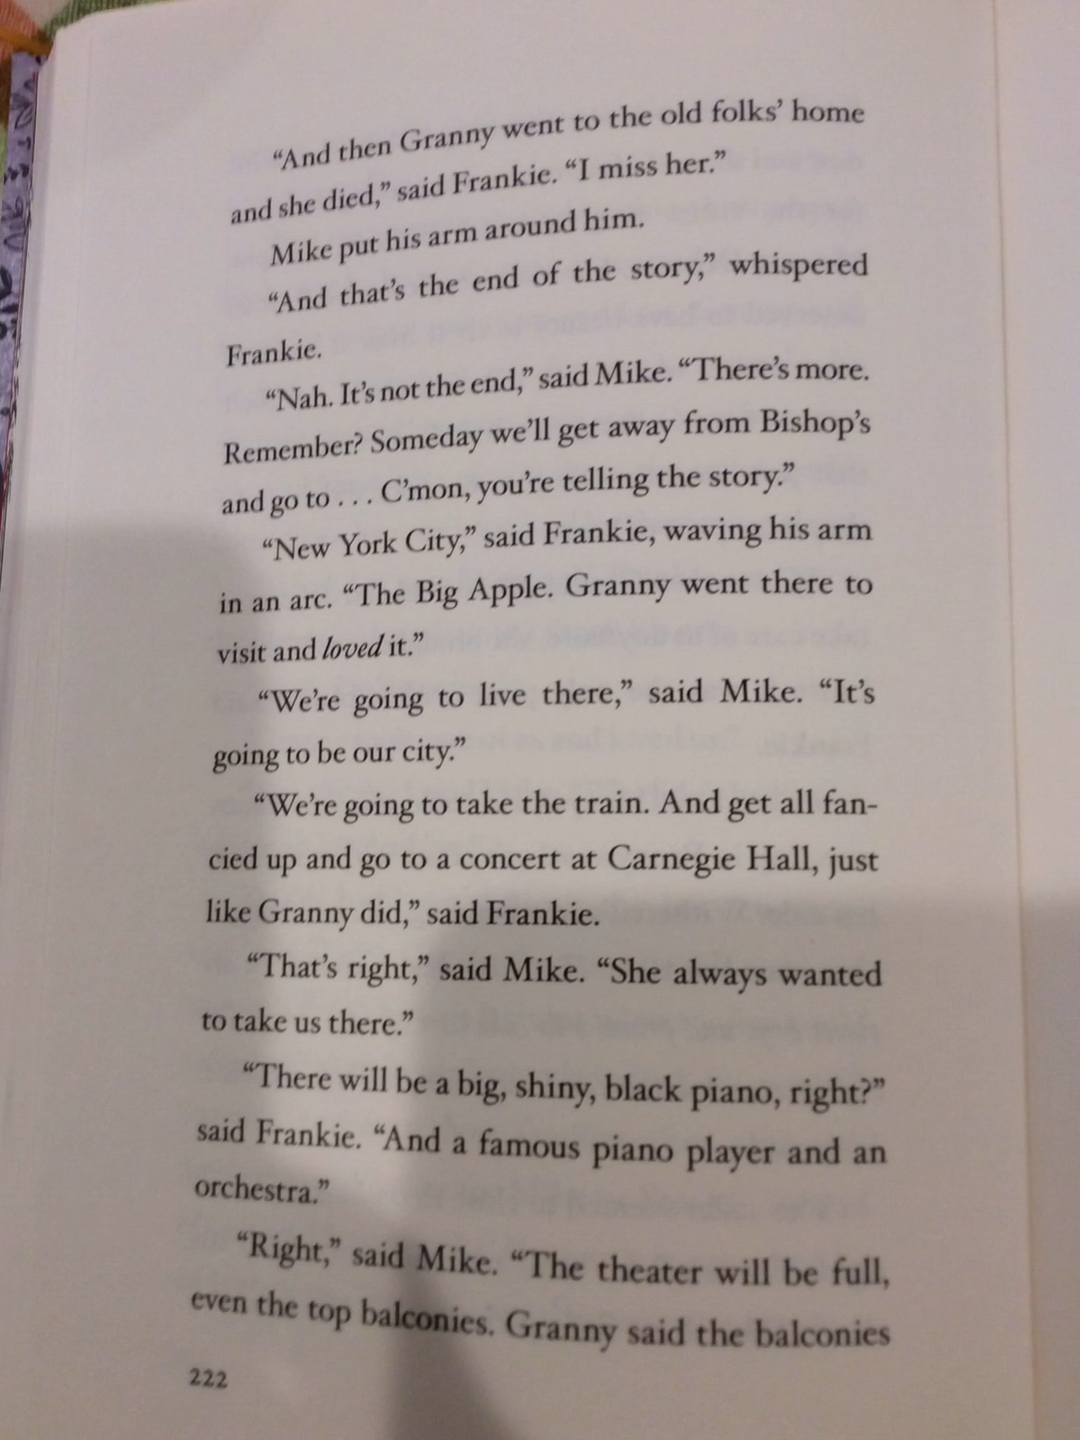 “And then Granny went to the old folks’ home
and she died,” said Frankie. “I miss her.”
Mike put his arm around him.
“And that’s the end of the story,” whispered
Frankie.
“Nah. It’s not the end,” said Mike. “There’s more.
Remember? Someday we’ll get away from Bishop’s
and go to . . . C’mon, you’re telling the story.”
“New York City,” said Frankie, waving his arm
in an arc. “The Big Apple. Granny went there to
visit and loved it.”
“We’re going to live there,” said Mike. “It’s
going to be our city.”
“We’re going to take the train. And get all fan-
cied up and go to a concert at Carnegie Hall, just
like Granny did,” said Frankie.
“That’s right,” said Mike. “She always wanted
to take us there.”
“There will be a big, shiny, black piano, right?”
said Frankie. “And a famous piano player and an
orchestra.”
“Right,” said Mike. “The theater will be full,
even the top balconies. Granny said the balconies
222